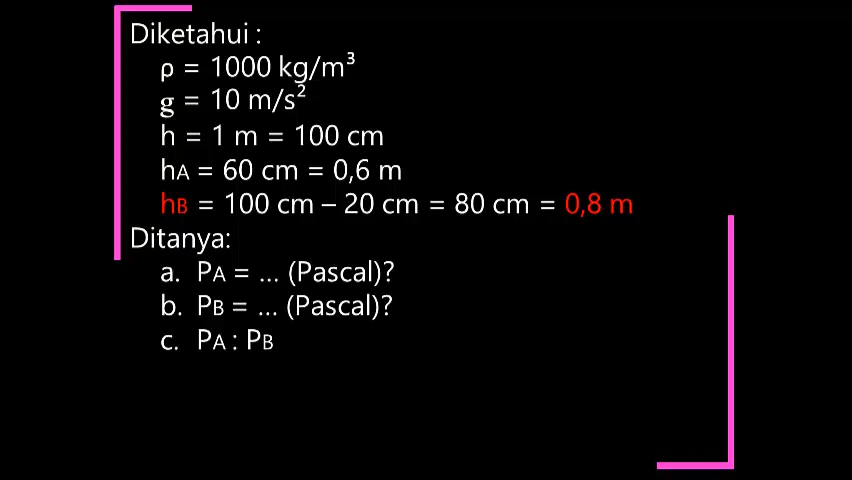 Diketahui :
ρ = 1000 kg/m³
g = 10 m/s²
h = 1 m = 100 cm
hA = 60 cm = 0,6 m
hB = 100 cm – 20 cm = 80 cm = 0,8 m
Ditanya:
a. PA = ... (Pascal)?
b. PB = ... (Pascal)?
c. PA : PB